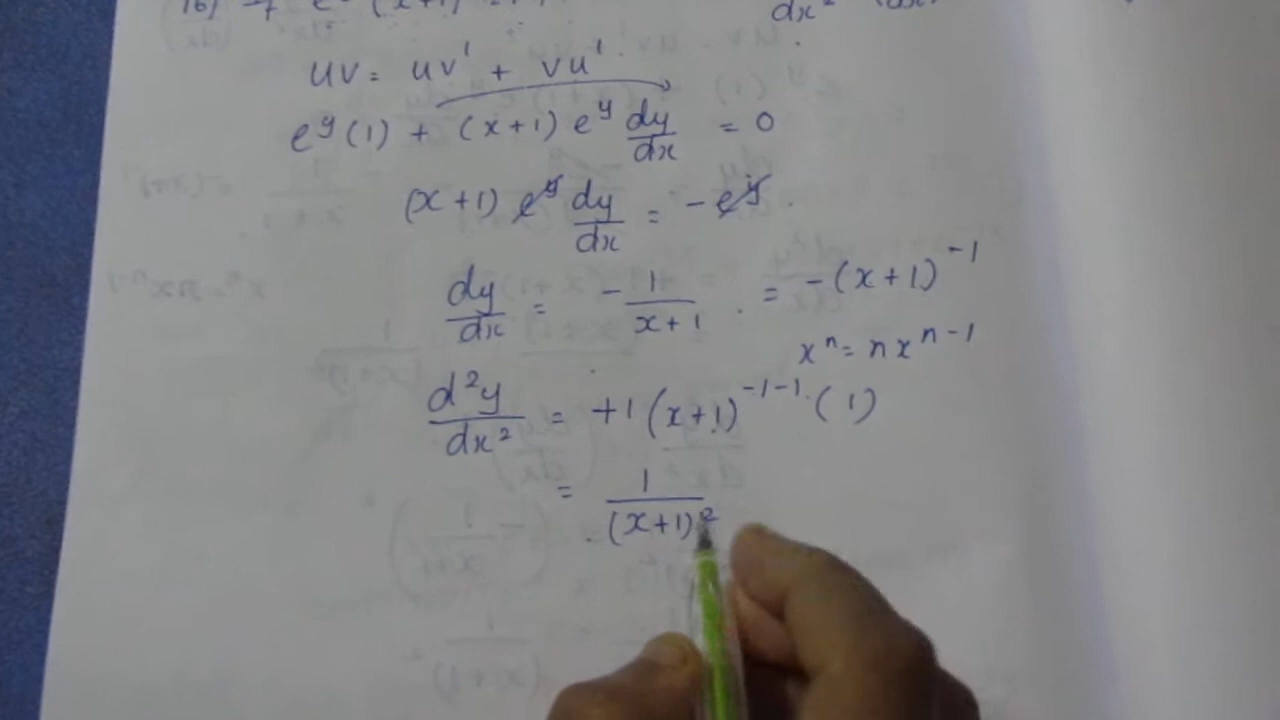 16)
uv = uv' + vu'
e^y (1) + (x+1) e^y dy/dx = 0
(x+1) e^y dy/dx = - e^y.
dy/dx = - 1/(x+1). = -(x+1)^-1
x^n = n x^(n-1)
d²y/dx² = +1 (x+1)^(-1-1). (1)
= 1/(x+1)²